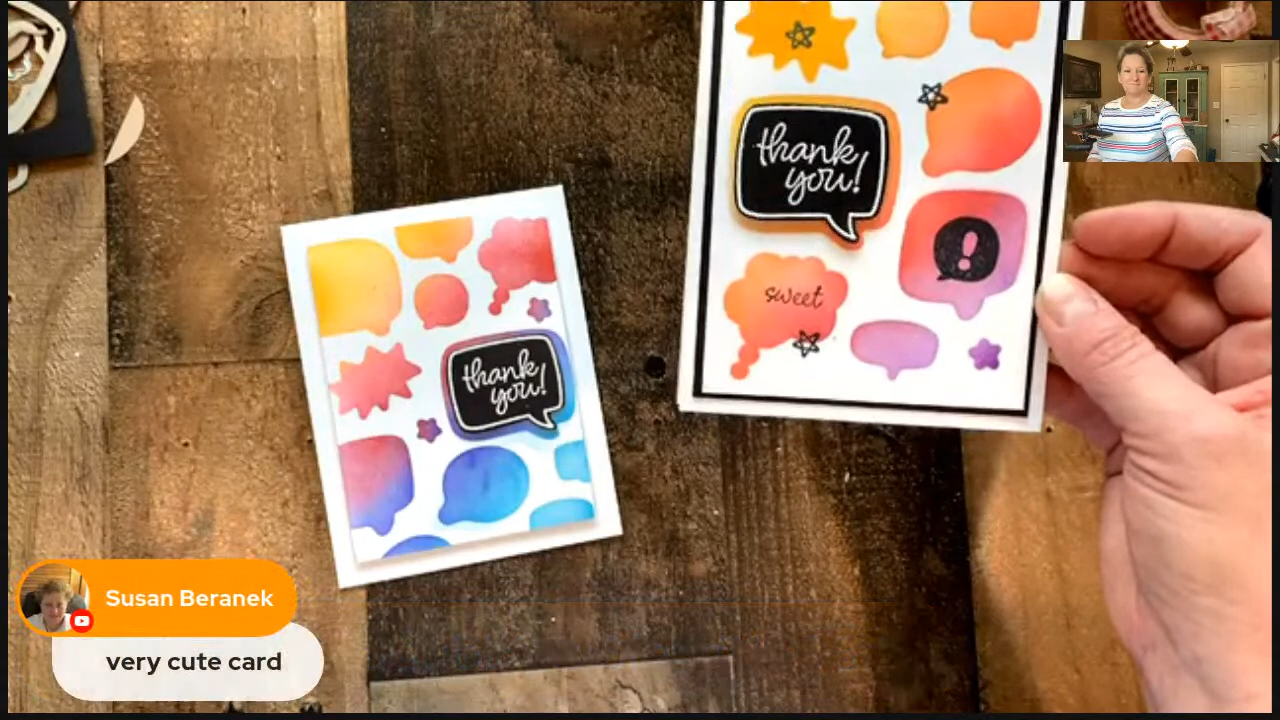 thank
you!
!
sweet
thank
you!
Susan Beranek
very cute card